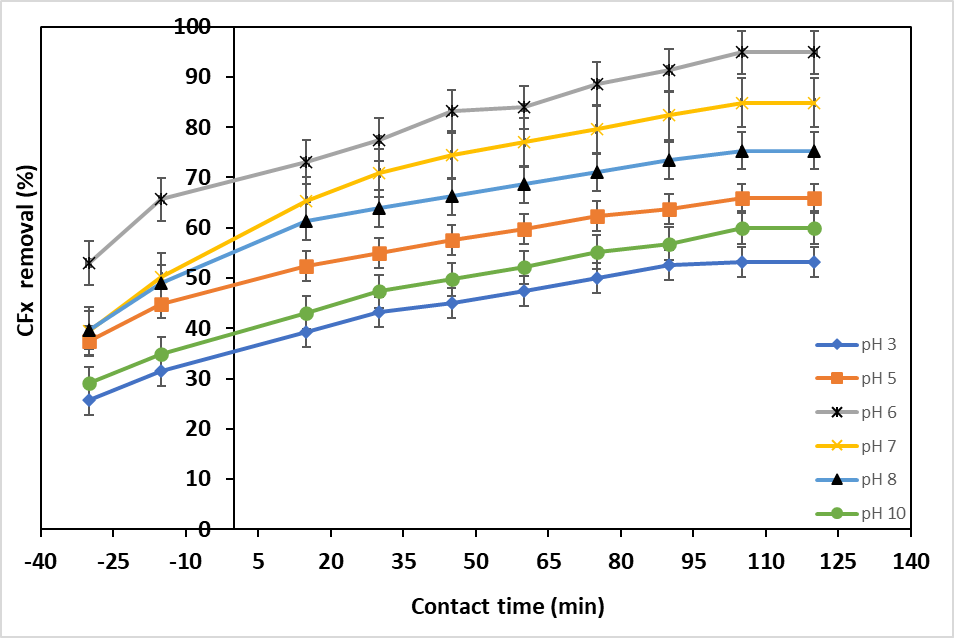 100
90
80
70
60
50
40
30
20
10
0
CFx removal (%)
-40 -25 -10 5 20 35 50 65 80 95 110 125 140
Contact time (min)
pH 3
pH 5
pH 6
pH 7
pH 8
pH 10